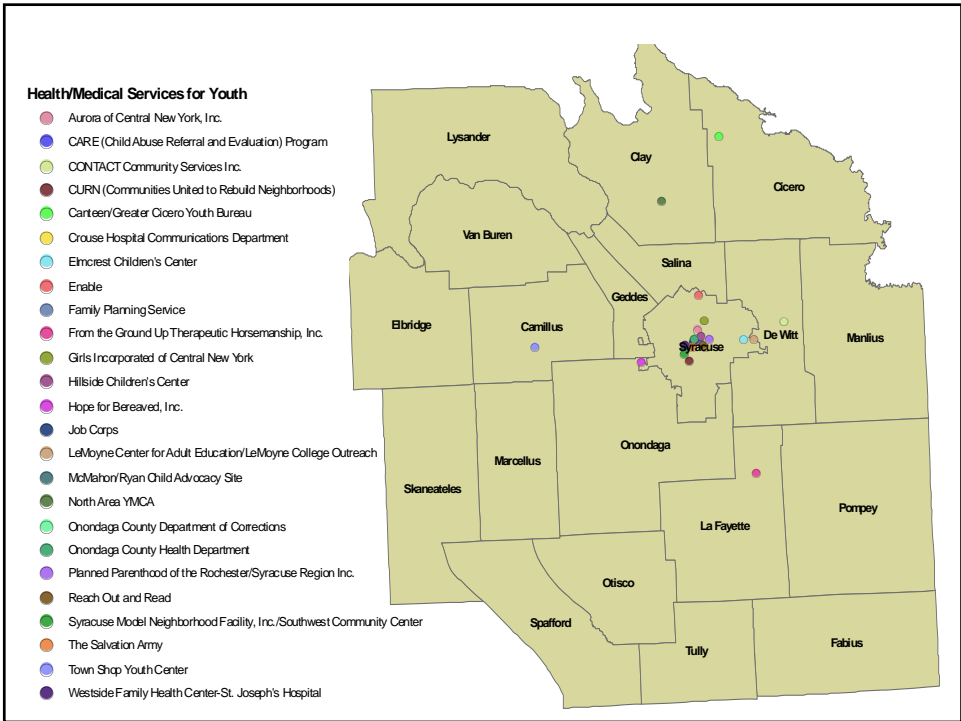 Health/Medical Services for Youth
Aurora of Central New York, Inc.
CARE (Child Abuse Referral and Evaluation) Program
CONTACT Community Services Inc.
CURN (Communities United to Rebuild Neighborhoods)
Canteen/Greater Cicero Youth Bureau
Crouse Hospital Communications Department
Elmcrest Children's Center
Enable
Family Planning Service
From the Ground Up Therapeutic Horsemanship, Inc.
Girls Incorporated of Central New York
Hillside Children's Center
Hope for Bereaved, Inc.
Job Corps
LeMoyne Center for Adult Education/LeMoyne College Outreach
McMahon/Ryan Child Advocacy Site
North Area YMCA
Onondaga County Department of Corrections
Onondaga County Health Department
Planned Parenthood of the Rochester/Syracuse Region Inc.
Reach Out and Read
Syracuse Model Neighborhood Facility, Inc./Southwest Community Center
The Salvation Army
Town Shop Youth Center
Westside Family Health Center-St. Joseph's Hospital
Lysander
Clay
Cicero
Van Buren
Salina
Geddes
Elbridge
Camillus
Syracuse
De Witt
Manlius
Onondaga
Marcellus
Skaneateles
Pompey
La Fayette
Otisco
Spafford
Tully
Fabius